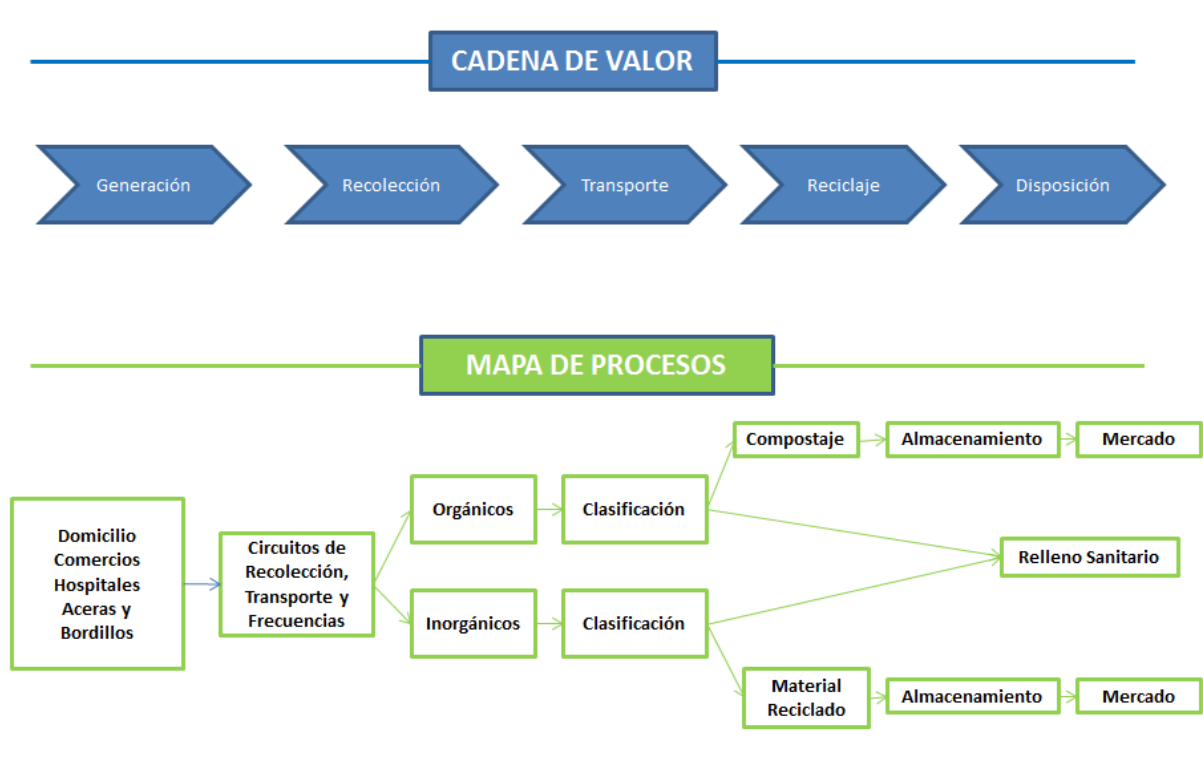 CADENA DE VALOR
Generación
Recolección
Transporte
Reciclaje
Disposición
MAPA DE PROCESOS
Domicilio
Comercios
Hospitales
Aceras y
Bordillos
Circuitos de
Recolección,
Transporte y
Frecuencias
Orgánicos
Clasificación
Compostaje
Almacenamiento
Mercado
Relleno Sanitario
Inorgánicos
Clasificación
Material
Reciclado
Almacenamiento
Mercado